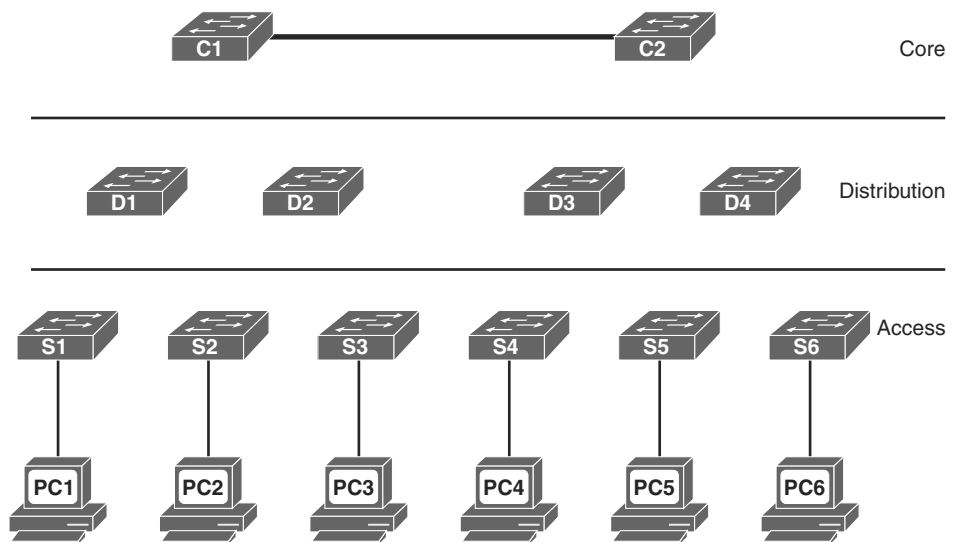 C1
C2
Core
D1
D2
D3
D4
Distribution
S1
S2
S3
S4
S5
S6
Access
PC1
PC2
PC3
PC4
PC5
PC6